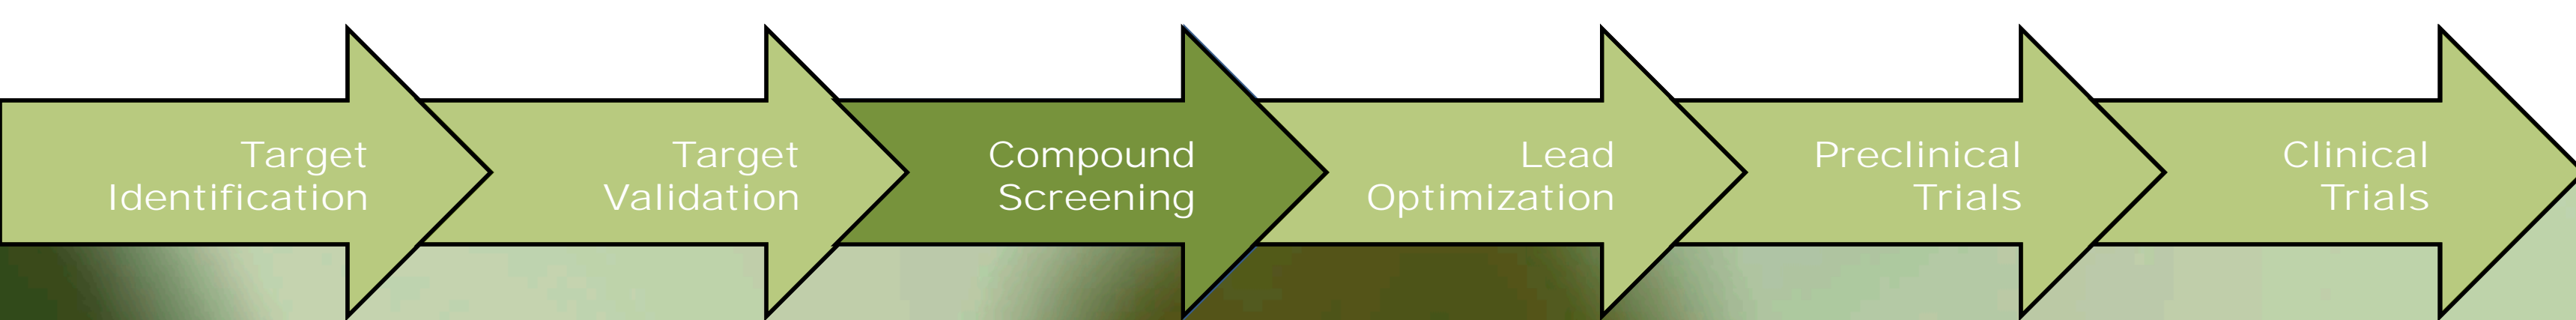 Target
Identification
Target
Validation
Compound
Screening
Lead
Optimization
Preclinical
Trials
Clinical
Trials